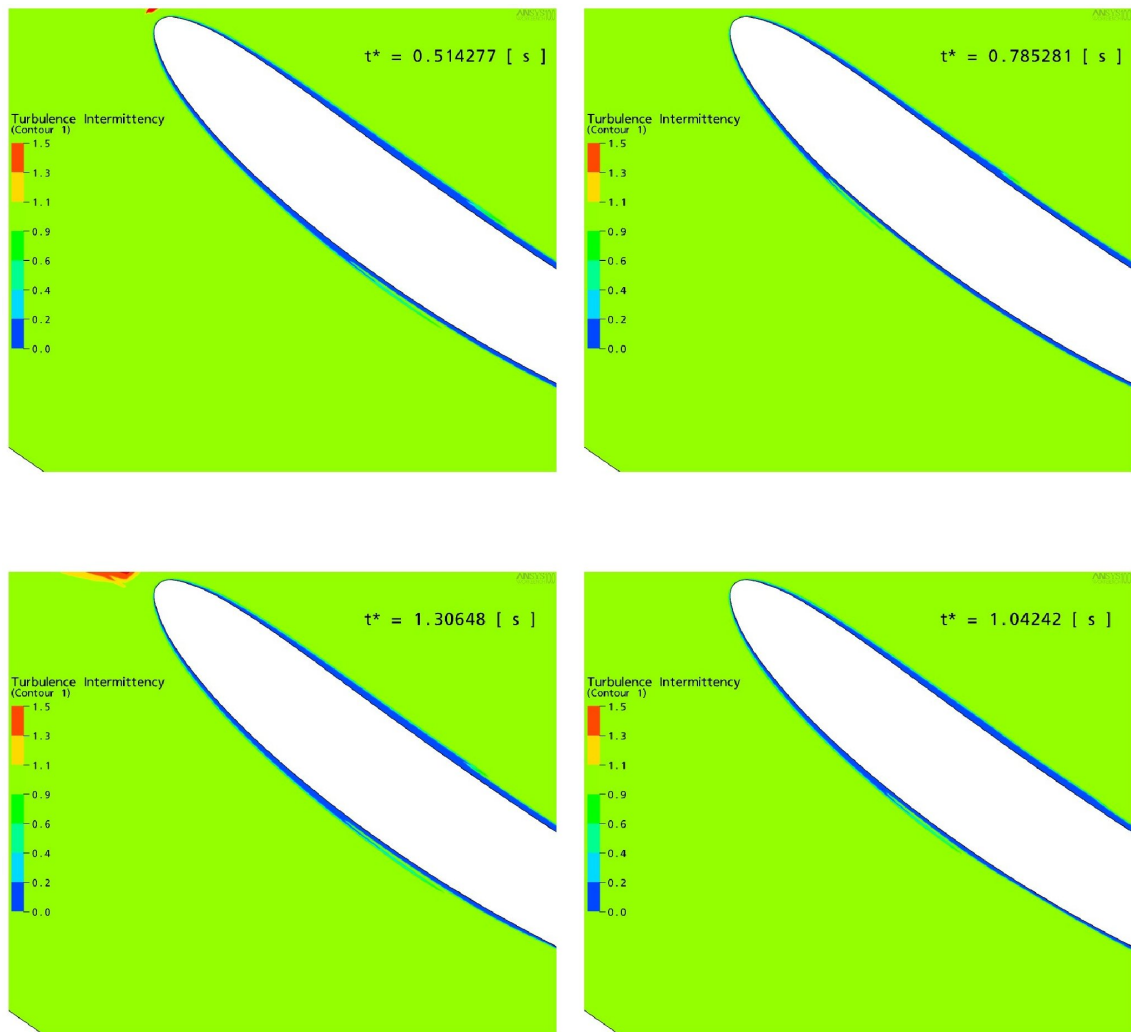 ANSYS
t* = 0.514277 [ s ]
Turbulence Intermittency
(Contour 1)
1.5
1.3
1.1
0.9
0.6
0.4
0.2
0.0
ANSYS
t* = 0.785281 [ s ]
Turbulence Intermittency
(Contour 1)
1.5
1.3
1.1
0.9
0.6
0.4
0.2
0.0
ANSYS
t* = 1.30648 [ s ]
Turbulence Intermittency
(Contour 1)
1.5
1.3
1.1
0.9
0.6
0.4
0.2
0.0
ANSYS
t* = 1.04242 [ s ]
Turbulence Intermittency
(Contour 1)
1.5
1.3
1.1
0.9
0.6
0.4
0.2
0.0